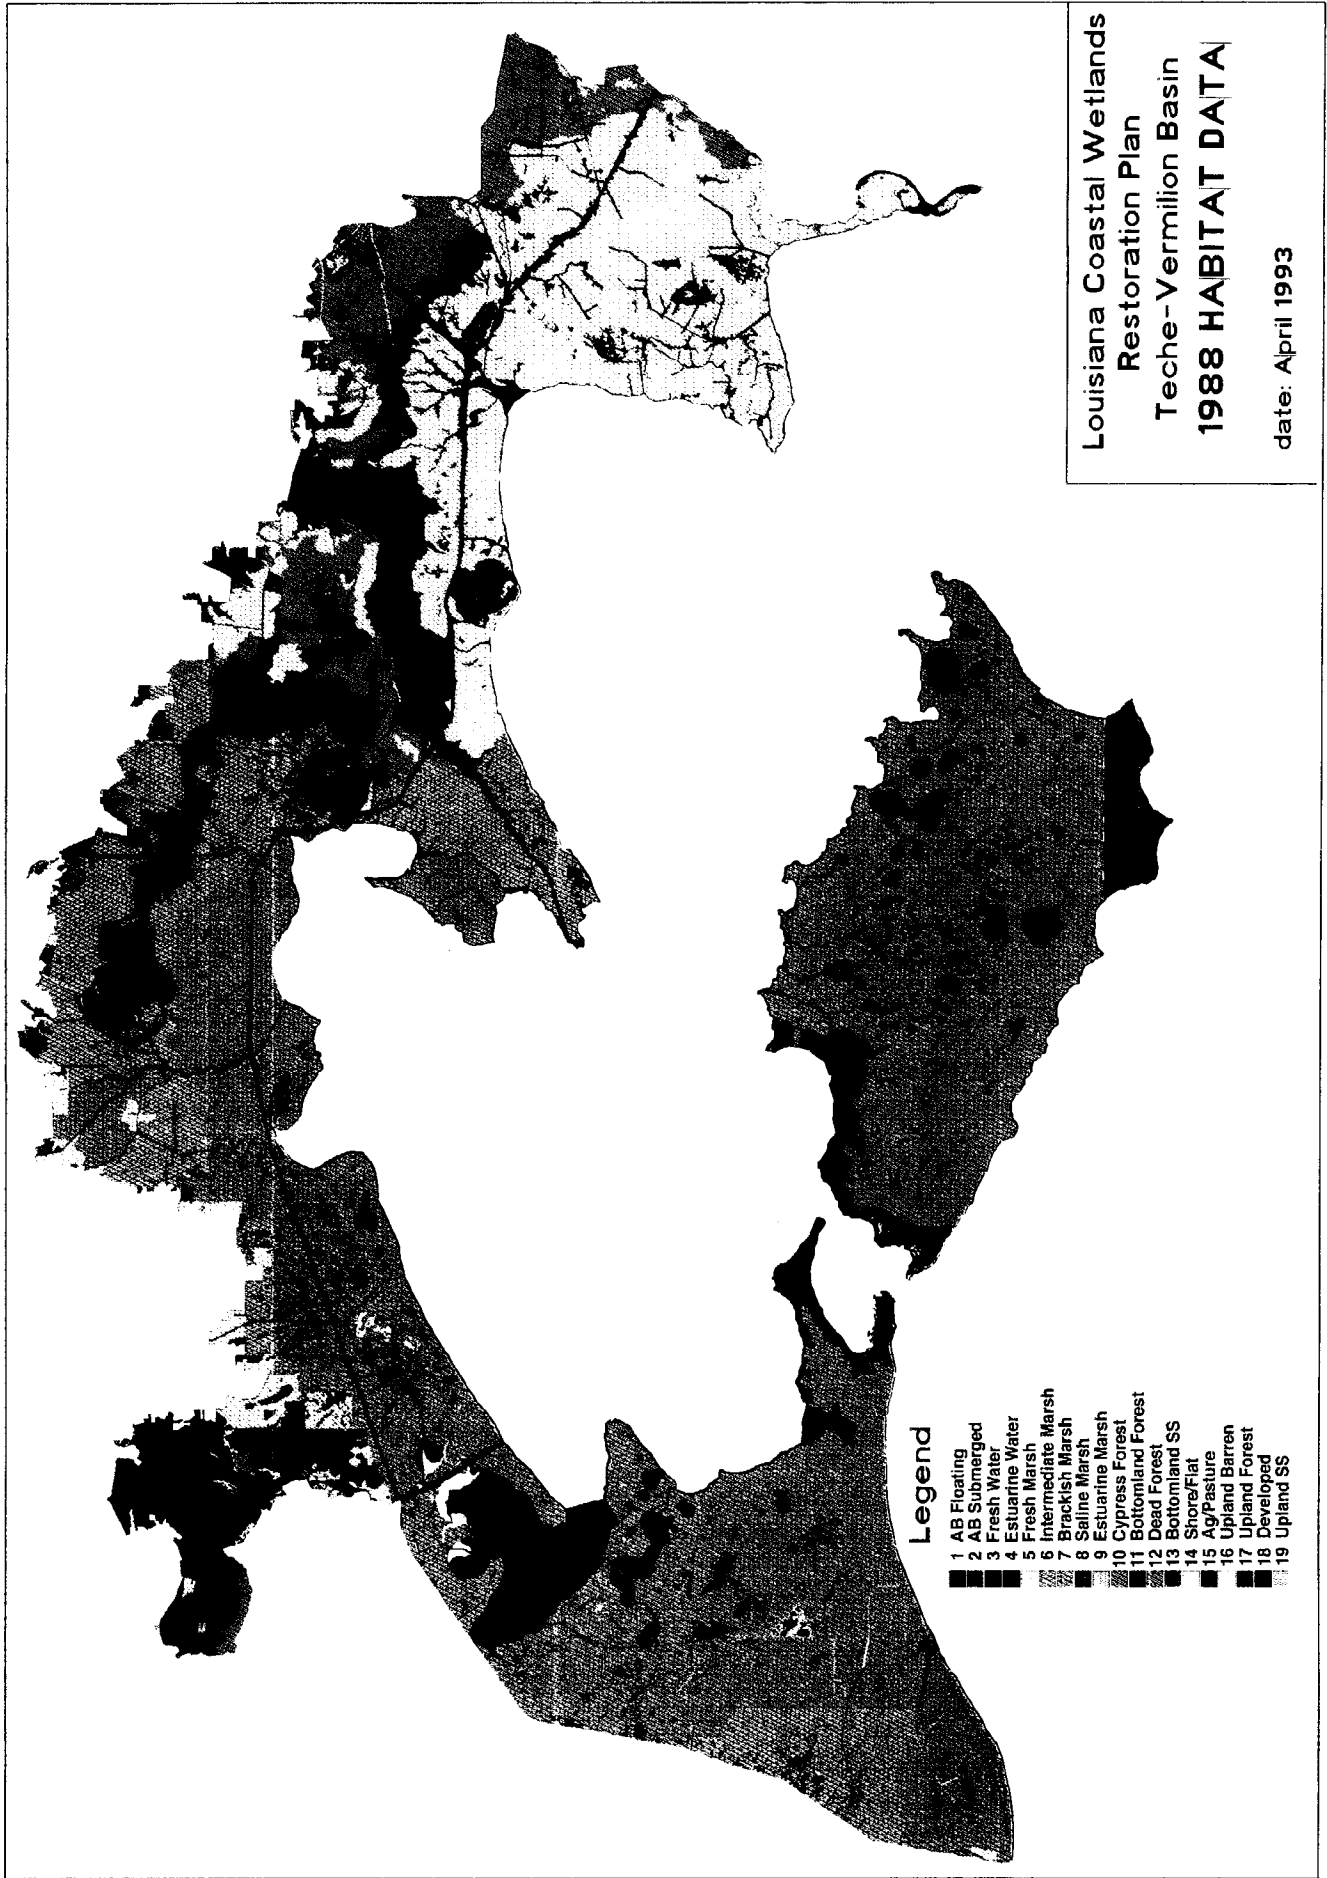 Louisiana Coastal Wetlands
Restoration Plan
Teche-Vermilion Basin
1988 HABITAT DATA
date: April 1993
Legend
1 AB Floating
2 AB Submerged
3 Fresh Water
4 Estuarine Water
5 Fresh Marsh
6 Intermediate Marsh
7 Brackish Marsh
8 Saline Marsh
9 Estuarine Marsh
10 Cypress Forest
11 Bottomland Forest
12 Dead Forest
13 Bottomland SS
14 Shore/Flat
15 Ag/Pasture
16 Upland Barren
17 Upland Forest
18 Developed
19 Upland SS